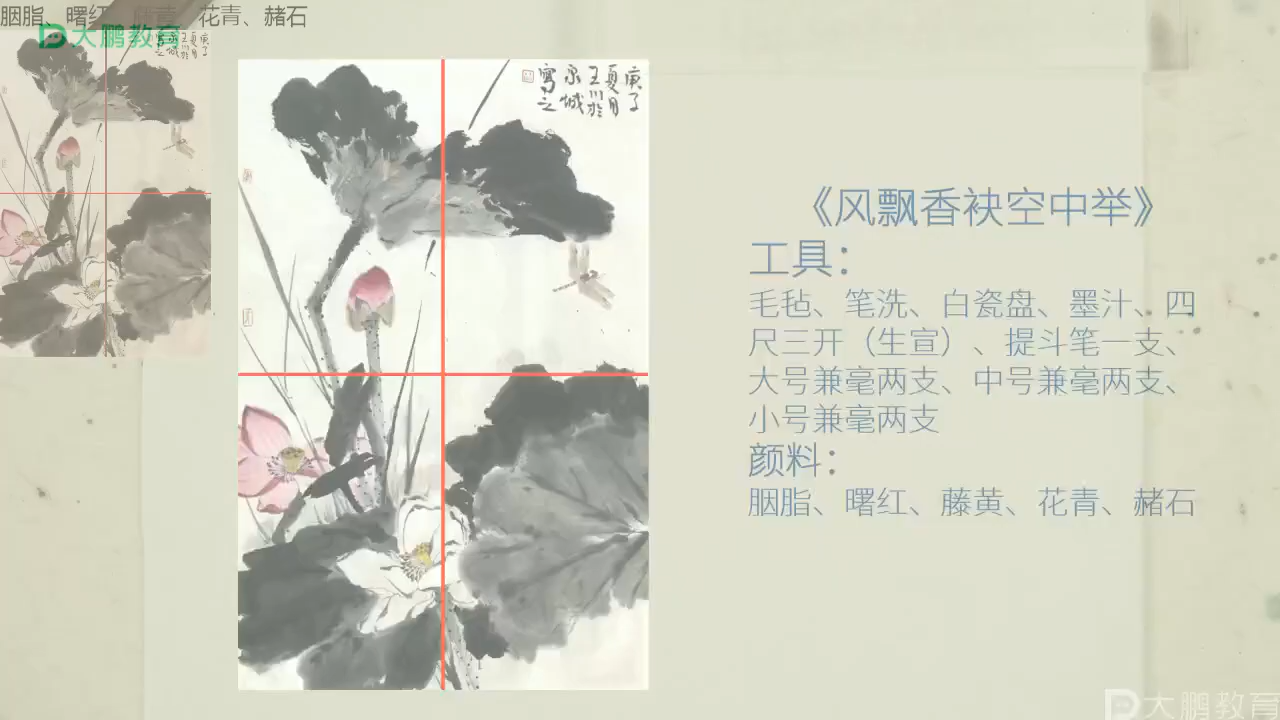 胭脂、曙红、藤黄、花青、赭石
大鹏教育
庚子
夏月
王
永城
写之
《风飘香袂空中举》
工具：
毛毡、笔洗、白瓷盘、墨汁、四
尺三开（生宣）、提斗笔一支、
大号兼毫两支、中号兼毫两支、
小号兼毫两支
颜料：
胭脂、曙红、藤黄、花青、赭石
大鹏教育